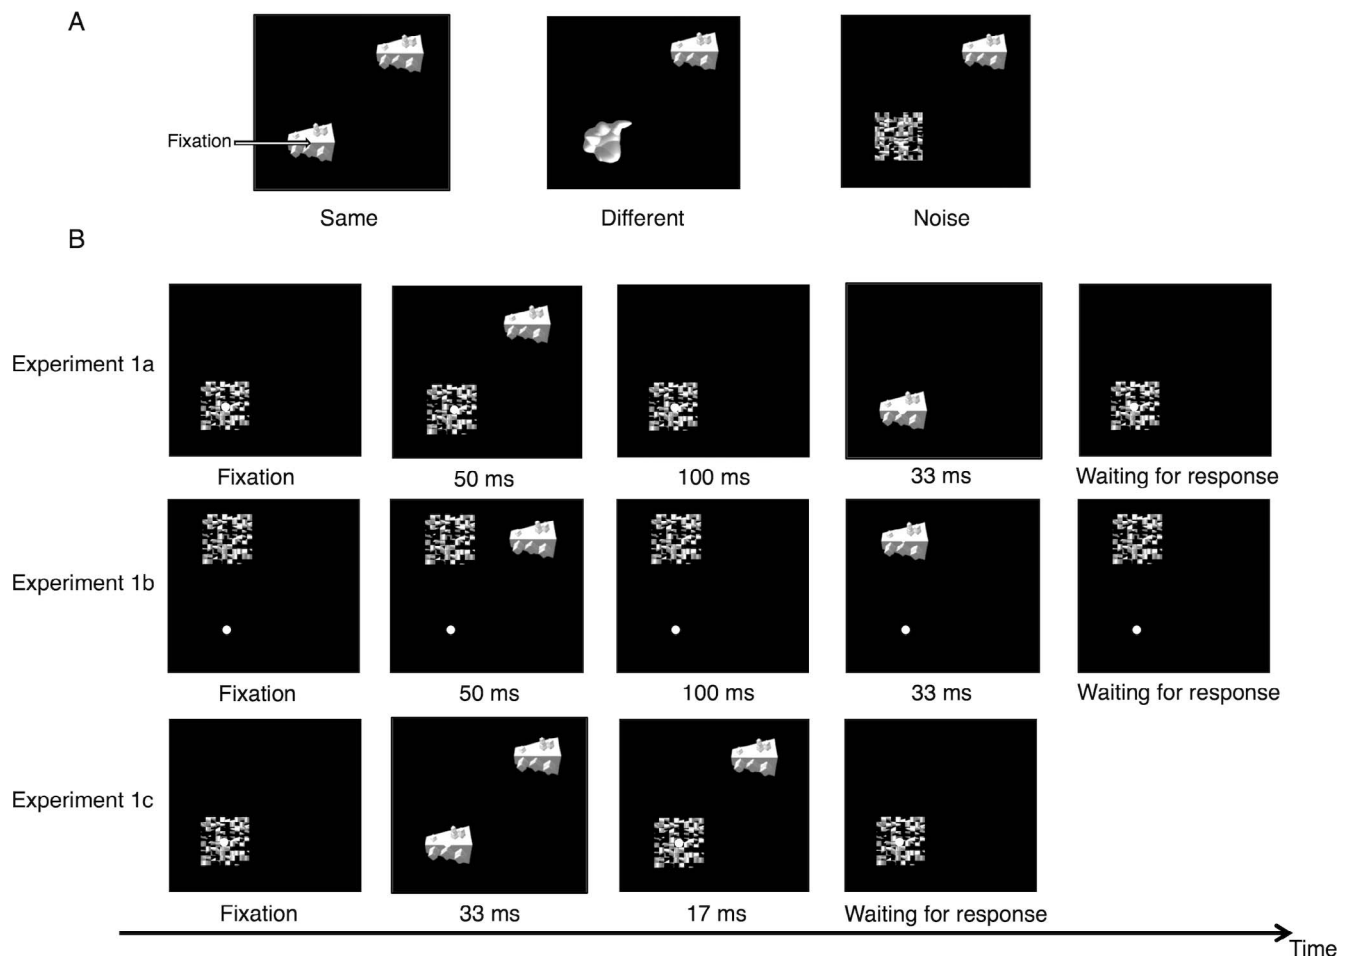 A
Fixation
Same Different Noise
B
Experiment 1a
Fixation 50 ms 100 ms 33 ms Waiting for response
Experiment 1b
Fixation 50 ms 100 ms 33 ms Waiting for response
Experiment 1c
Fixation 33 ms 17 ms Waiting for response
Time